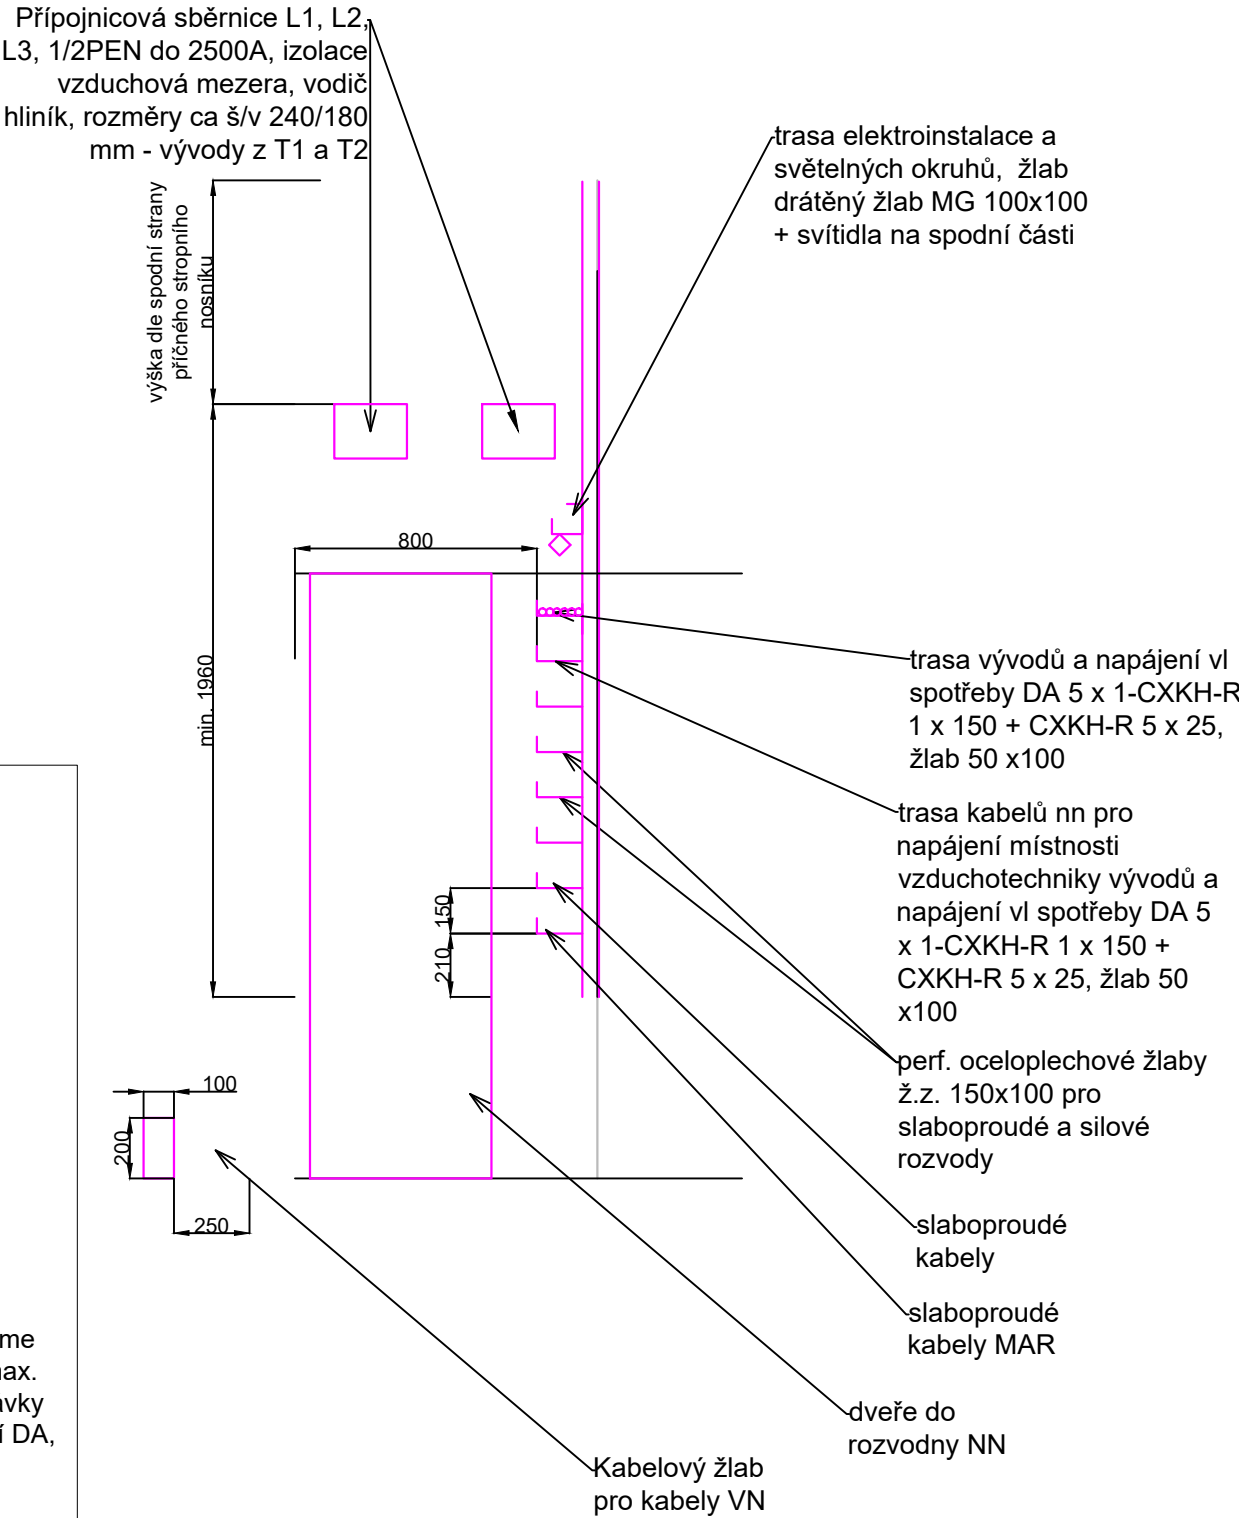 Přípojnicová sběrnice L1, L2,
L3, 1/2PEN do 2500A, izolace
vzduchová mezera, vodič
hliník, rozměry ca š/v 240/180
mm - vývody z T1 a T2
trasa elektroinstalace a
světelných okruhů,  žlab
drátěný žlab MG 100x100
+ svítidla na spodní části
výška dle spodní strany
příčného stropního
nosníku
800
min. 1960
trasa vývodů a napájení vl
spotřeby DA 5 x 1-CXKH-R
1 x 150 + CXKH-R 5 x 25,
žlab 50 x100
trasa kabelů nn pro
napájení místnosti
vzduchotechniky vývodů a
napájení vl spotřeby DA 5
x 1-CXKH-R 1 x 150 +
CXKH-R 5 x 25, žlab 50
x100
150
210
perf. oceloplechové žlaby
ž.z. 150x100 pro
slaboproudé a silové
rozvody
100
200
250
slaboproudé
kabely
slaboproudé
kabely MAR
dveře do
rozvodny NN
Kabelový žlab
pro kabely VN
me
max.
avky
í DA,